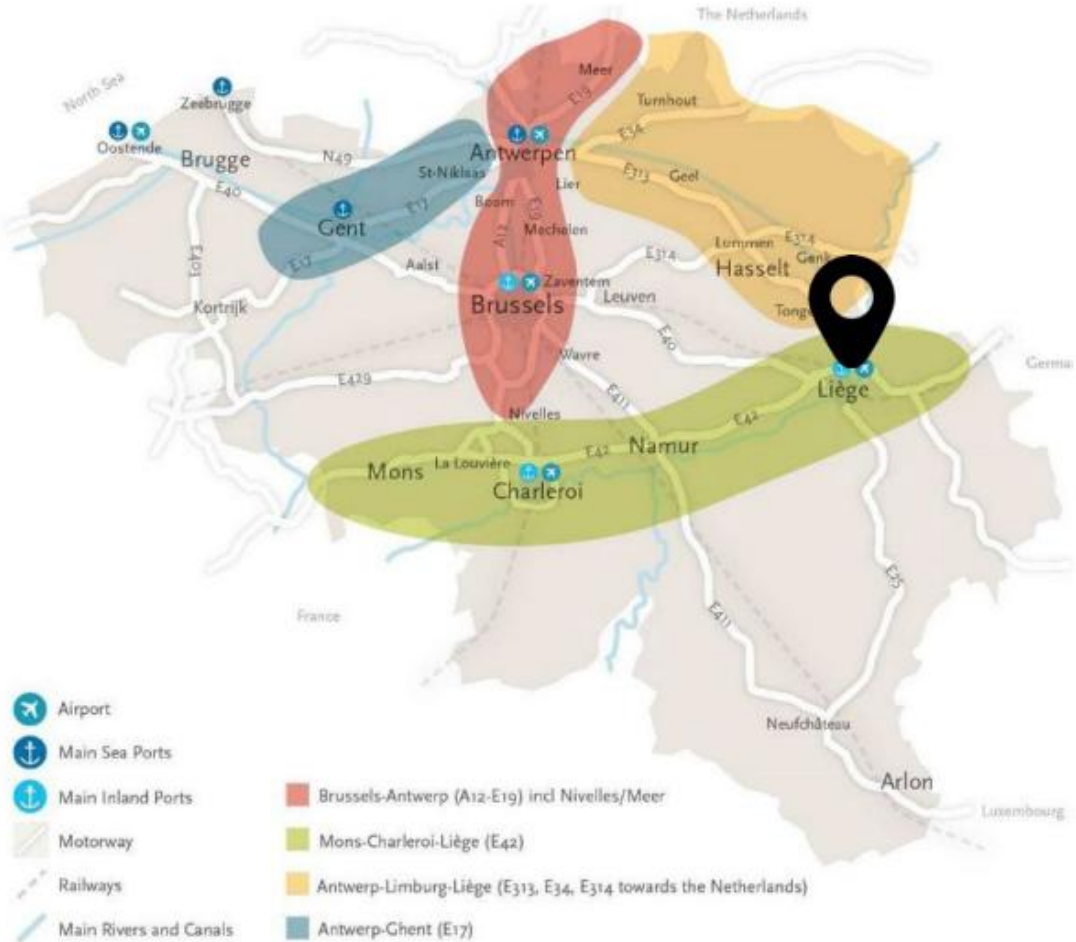 The Netherlands
North Sea
Meer
E19
Zeebrugge
Turnhout
E34
Oostende
Brugge
N49
Antwerpen
St-Niklaas
E313
Geel
E40
Lier
E17
Boom
Gent
A12
E19
Mechelen
Lummen
E314
E403
E17
Aalst
E314
Genk
Hasselt
Zaventem
Kortrijk
Brussels
Leuven
E40
Wavre
E429
E411
Germa
Liège
Nivelles
E42
Mons
La Louvière
E42
Namur
Charleroi
E25
France
E411
Neufchâteau
Arlon
Luxembourg
Airport
Main Sea Ports
Main Inland Ports
Motorway
Railways
Main Rivers and Canals
Brussels-Antwerp (A12-E19) incl Nivelles/Meer
Mons-Charleroi-Liège (E42)
Antwerp-Limburg-Liège (E313, E34, E314 towards the Netherlands)
Antwerp-Ghent (E17)